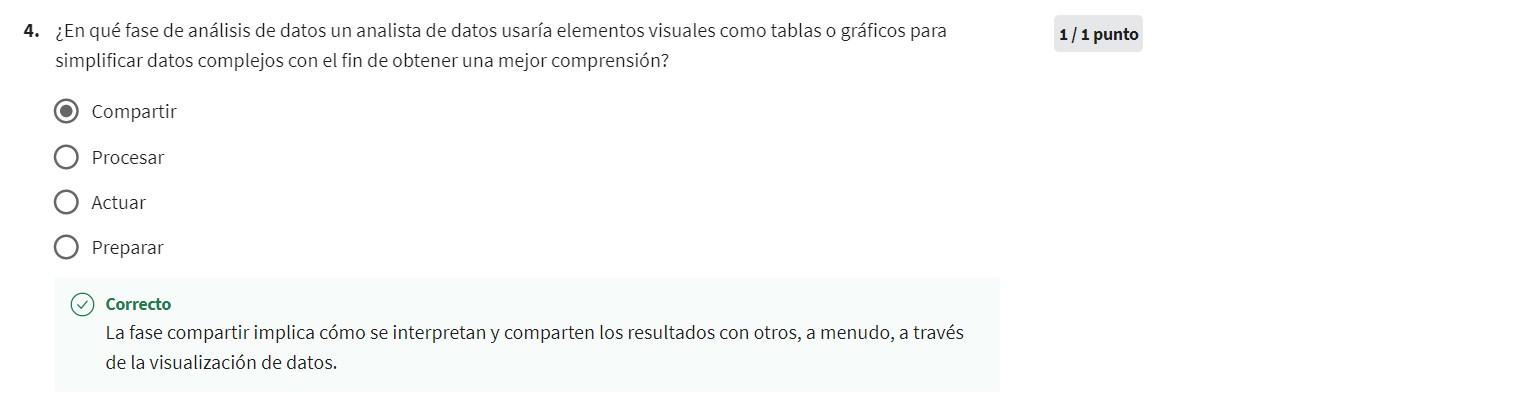 4. ¿En qué fase de análisis de datos un analista de datos usaría elementos visuales como tablas o gráficos para
simplificar datos complejos con el fin de obtener una mejor comprensión?
1 / 1 punto
Compartir
Procesar
Actuar
Preparar
Correcto
La fase compartir implica cómo se interpretan y comparten los resultados con otros, a menudo, a través
de la visualización de datos.